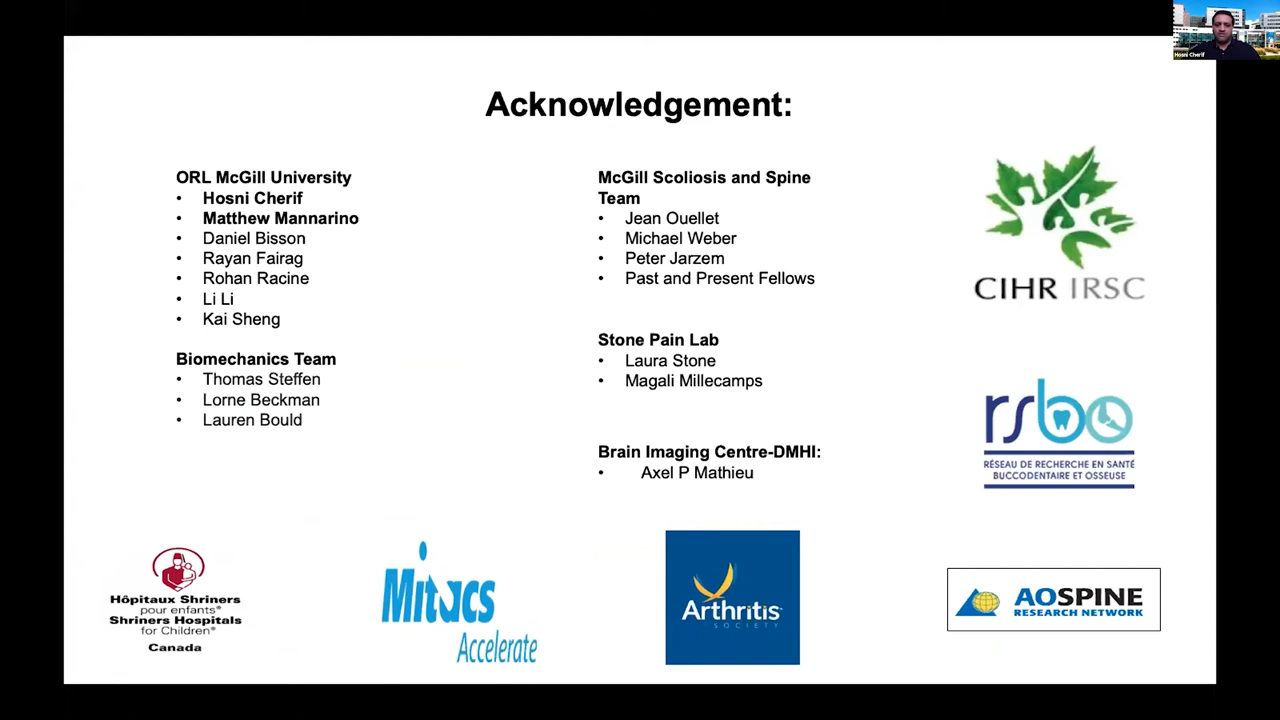 Hosni Cherif
Acknowledgement:
ORL McGill University
• Hosni Cherif
• Matthew Mannarino
• Daniel Bisson
• Rayan Fairag
• Rohan Racine
• Li Li
• Kai Sheng
Biomechanics Team
• Thomas Steffen
• Lorne Beckman
• Lauren Bould
McGill Scoliosis and Spine
Team
• Jean Ouellet
• Michael Weber
• Peter Jarzem
• Past and Present Fellows
Stone Pain Lab
• Laura Stone
• Magali Millecamps
Brain Imaging Centre-DMHI:
• Axel P Mathieu
CIHR IRSC
rsbo
RÉSEAU DE RECHERCHE EN SANTÉ
BUCCODENTAIRE ET OSSEUSE
Hôpitaux Shriners
pour enfants®
Shriners Hospitals
for Children®
Canada
Mitacs
Accelerate
Arthritis
SOCIETY
AOSPINE
RESEARCH NETWORK